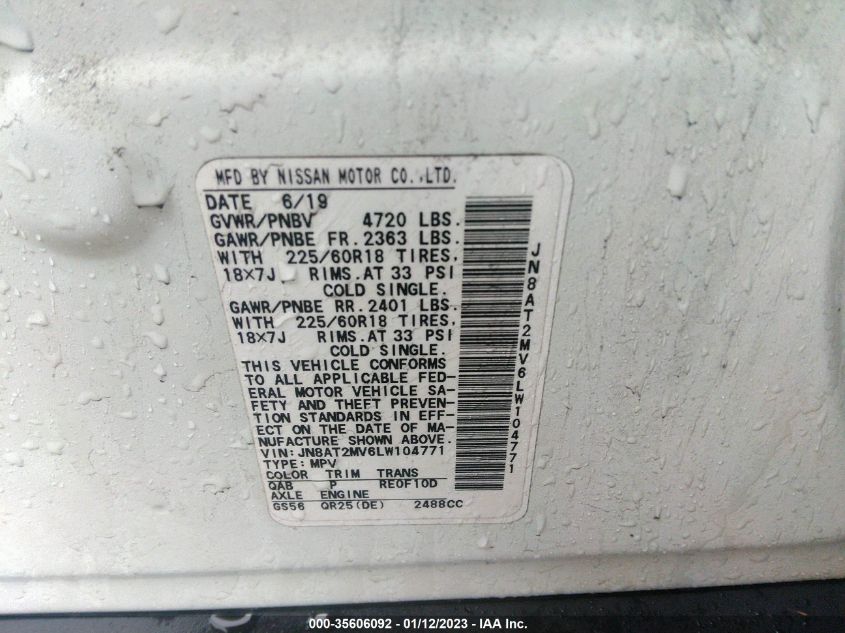 MFD BY NISSAN MOTOR CO.,LTD.
DATE 6/19
GVWR/PNBV 4720 LBS.
GAWR/PNBE FR.2363 LBS.
WITH 225/60R18 TIRES,
18X7J RIMS.AT 33 PSI
COLD SINGLE.
GAWR/PNBE RR.2401 LBS.
WITH 225/60R18 TIRES,
18X7J RIMS.AT 33 PSI
COLD SINGLE.
THIS VEHICLE CONFORMS
TO ALL APPLICABLE FED-
ERAL MOTOR VEHICLE SA-
FETY AND THEFT PREVEN-
TION STANDARDS IN EFF-
ECT ON THE DATE OF MA-
NUFACTURE SHOWN ABOVE.
VIN:JN8AT2MV6LW104771
TYPE:MPV
COLOR TRIM TRANS
QAB P RE0F10D
AXLE ENGINE
GS56 QR25(DE) 2488CC
JN8AT2MV6LW104771
000-35606092 - 01/12/2023 - IAA Inc.